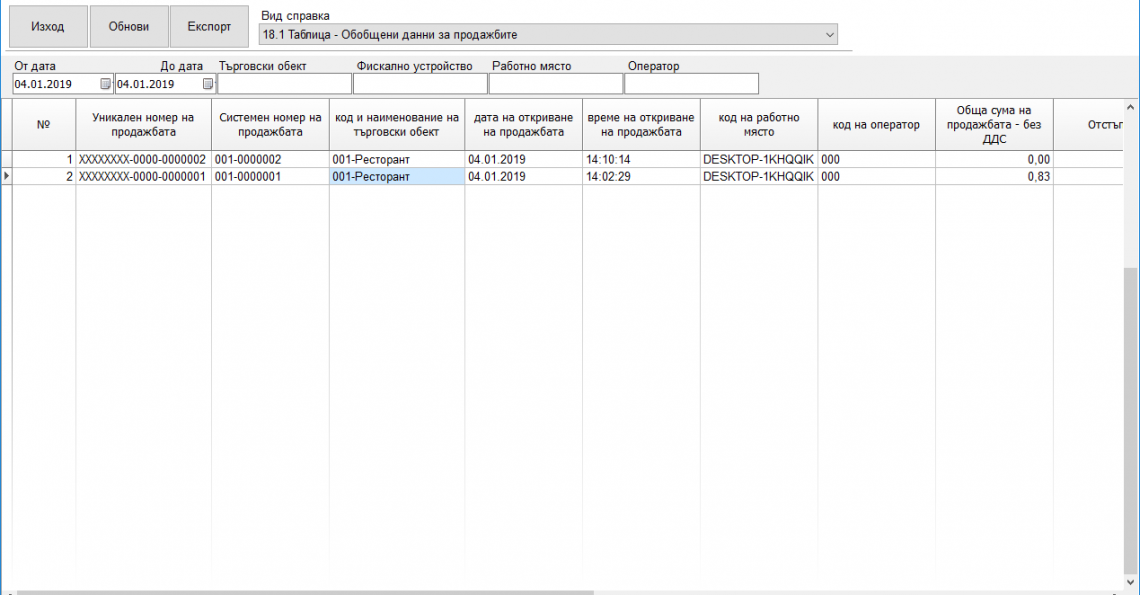 Изход Обнови Експорт
Вид справка
18.1 Таблица - Обобщени данни за продажбите
От дата До дата Търговски обект Фискално устройство Работно място Оператор
04.01.2019 04.01.2019
№
Уникален номер на
продажбата
Системен номер на
продажбата
код и наименование на
търговски обект
дата на откриване
на продажбата
време на откриване
на продажбата
код на работно
място
код на оператор
Обща сума на
продажбата - без
ДДС
Отстъп
1 XXXXXXXX-0000-0000002 001-0000002 001-Ресторант 04.01.2019 14:10:14 DESKTOP-1KHQQIK 000 0,00
2 XXXXXXXX-0000-0000001 001-0000001 001-Ресторант 04.01.2019 14:02:29 DESKTOP-1KHQQIK 000 0,83